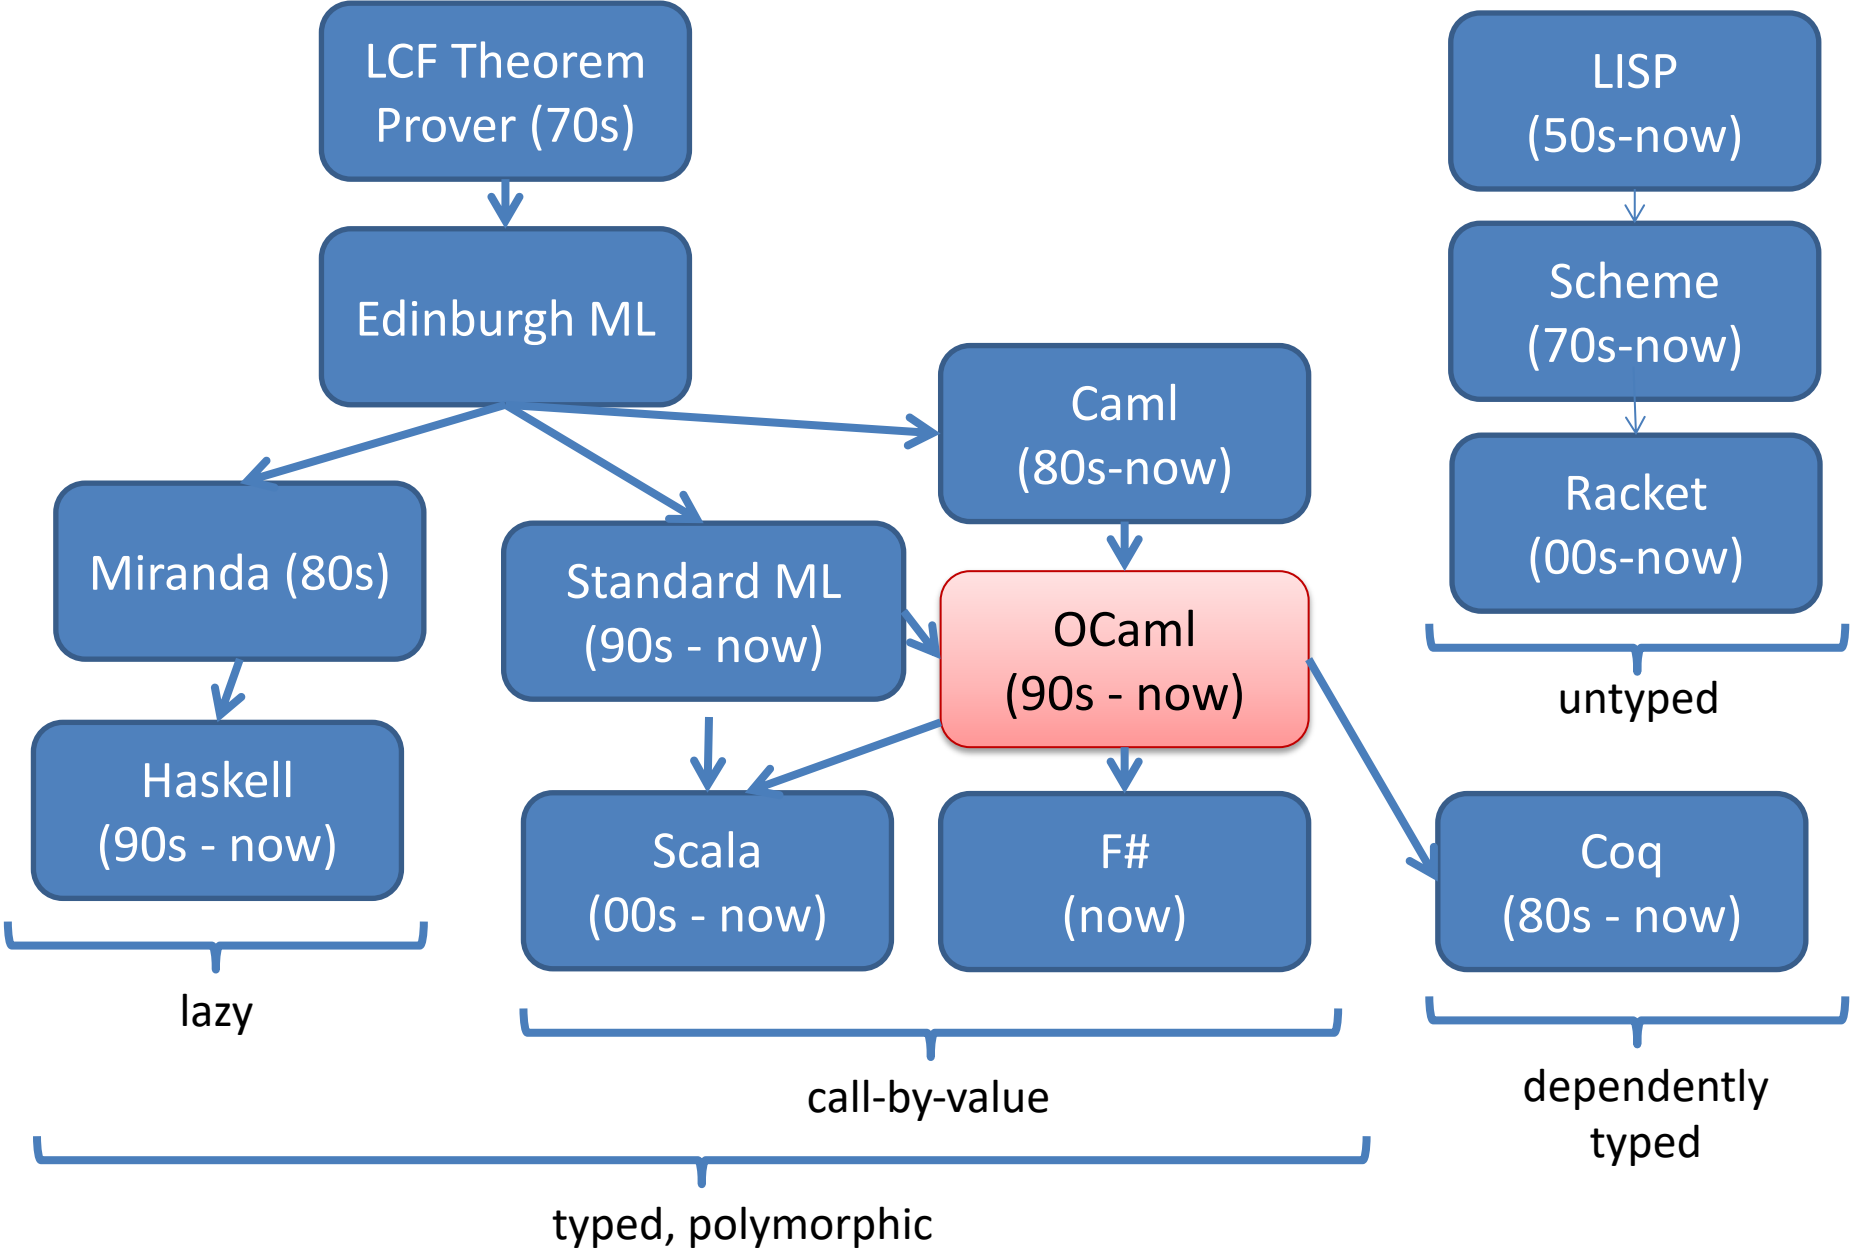 LCF Theorem
Prover (70s)
LISP
(50s-now)
Edinburgh ML
Scheme
(70s-now)
Caml
(80s-now)
Racket
(00s-now)
Miranda (80s)
Standard ML
(90s - now)
OCaml
(90s - now)
untyped
Haskell
(90s - now)
Scala
(00s - now)
F#
(now)
Coq
(80s - now)
lazy
call-by-value
dependently
typed
typed, polymorphic